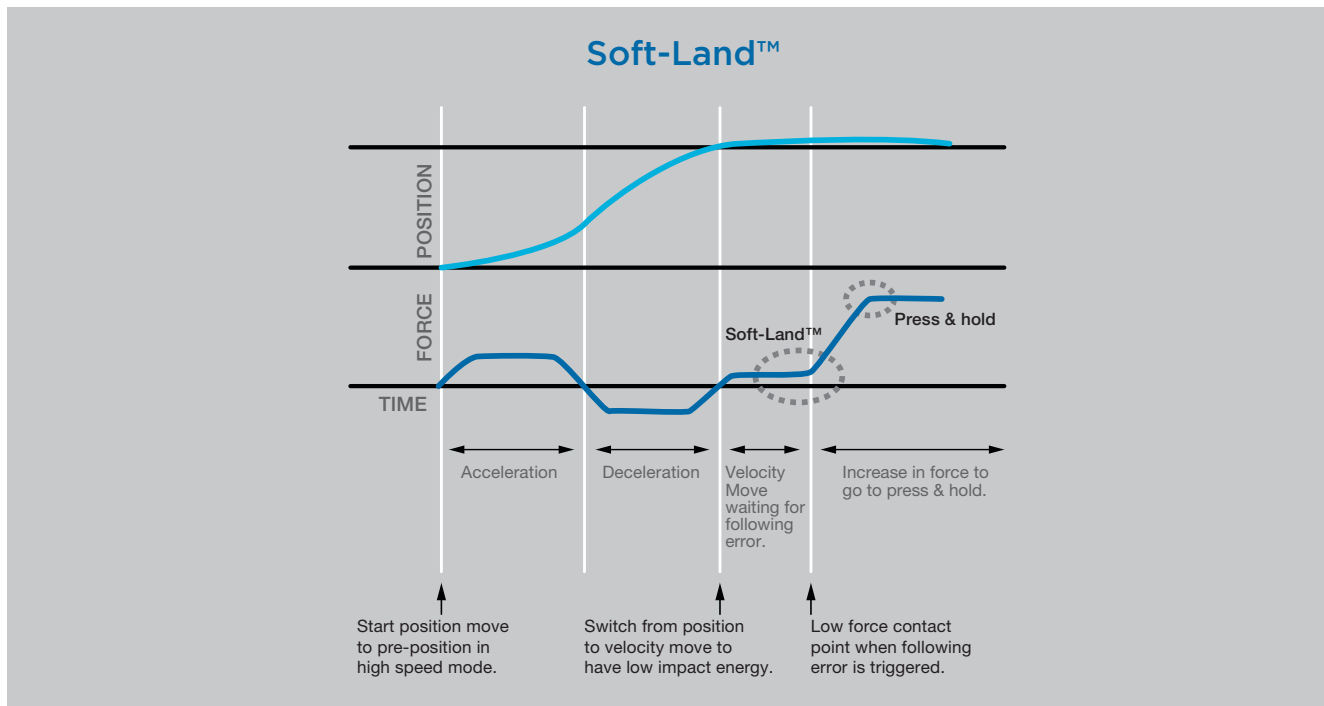 Soft-Land™
POSITION
FORCE
Soft-Land™
Press & hold
TIME
Acceleration
Deceleration
Velocity
Move
waiting for
following
error.
Increase in force to
go to press & hold.
Start position move
to pre-position in
high speed mode.
Switch from position
to velocity move to
have low impact energy.
Low force contact
point when following
error is triggered.